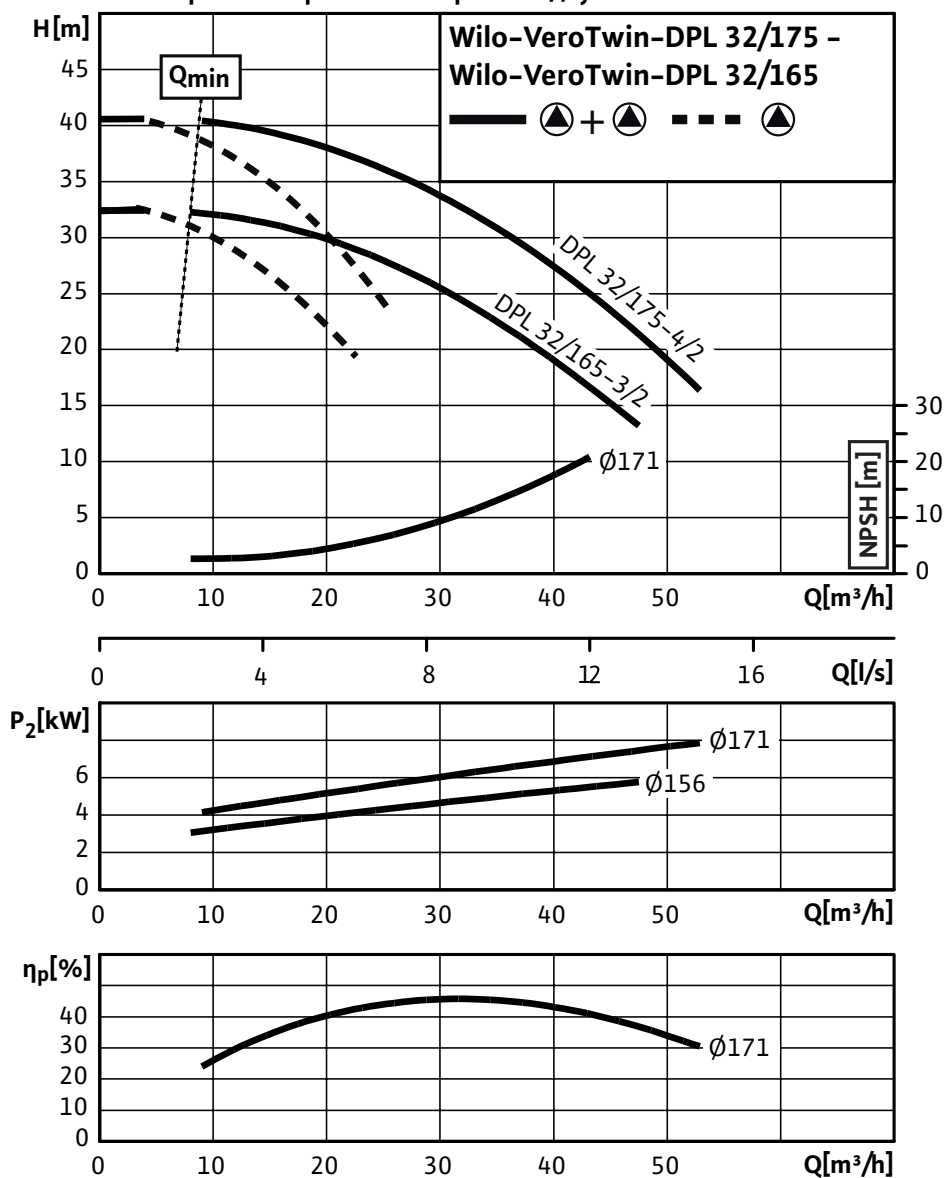 H[m]
Wilo-VeroTwin-DPL 32/175 -
Wilo-VeroTwin-DPL 32/165
+
Qmin
45
40
35
30
25
20
15
10
5
0
DPL 32/175-4/2
DPL 32/165-3/2
Ø171
NPSH [m]
30
20
10
0
0 10 20 30 40 50 Q[m³/h]
0 4 8 12 16 Q[l/s]
P₂[kW]
6
4
2
0
Ø171
Ø156
0 10 20 30 40 50 Q[m³/h]
ηp[%]
40
30
20
10
0
Ø171
0 10 20 30 40 50 Q[m³/h]